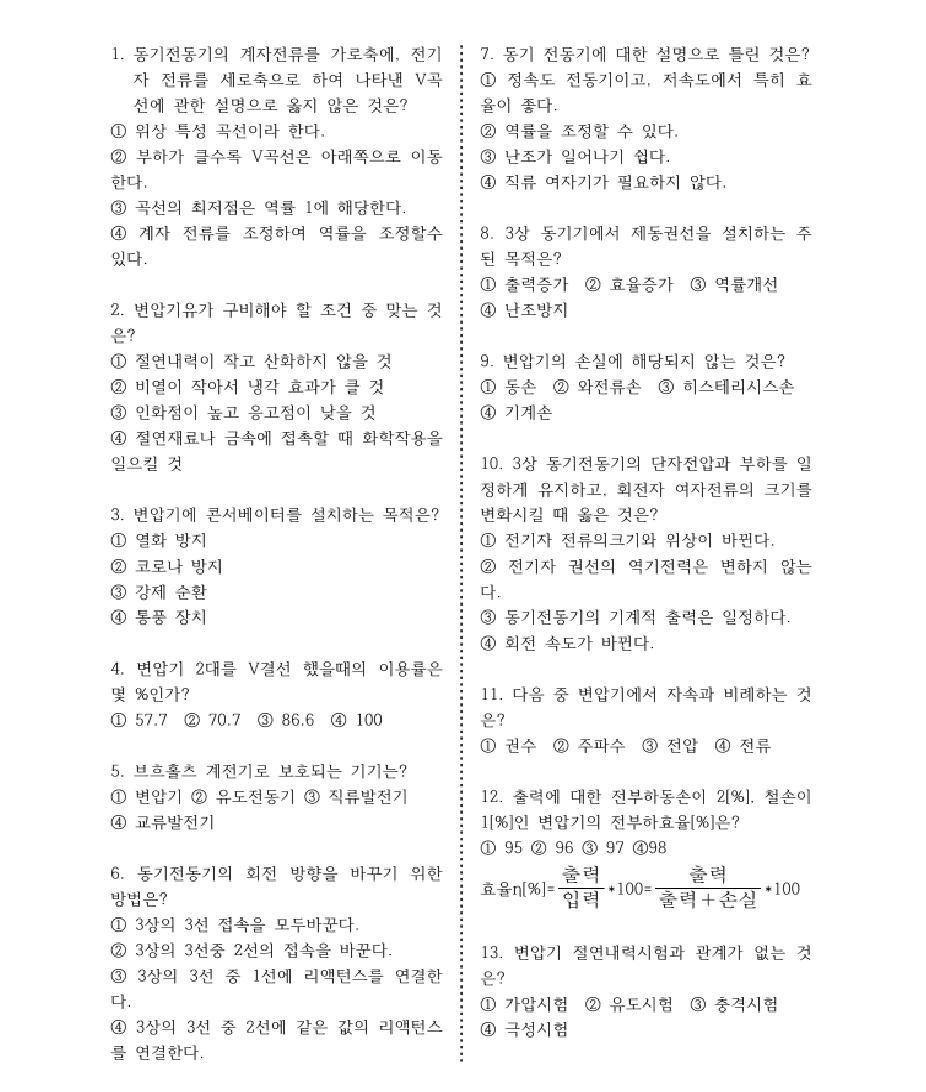 1. 동기전동기의 계자전류를 가로축에, 전기
자 전류를 세로축으로 하여 나타낸 V곡
선에 관한 설명으로 옳지 않은 것은?
① 위상 특성 곡선이라 한다.
② 부하가 클수록 V곡선은 아래쪽으로 이동
한다.
③ 곡선의 최저점은 역률 1에 해당한다.
④ 계자 전류를 조정하여 역률을 조정할수
있다.
2. 변압기유가 구비해야 할 조건 중 맞는 것
은?
① 절연내력이 작고 산화하지 않을 것
② 비열이 작아서 냉각 효과가 클 것
③ 인화점이 높고 응고점이 낮을 것
④ 절연재료나 금속에 접촉할 때 화학작용을
일으킬 것
3. 변압기에 콘서베이터를 설치하는 목적은?
① 열화 방지
② 코로나 방지
③ 강제 순환
④ 통풍 장치
4. 변압기 2대를 V결선 했을때의 이용률은
몇 %인가?
① 57.7 ② 70.7 ③ 86.6 ④ 100
5. 브흐홀츠 계전기로 보호되는 기기는?
① 변압기 ② 유도전동기 ③ 직류발전기
④ 교류발전기
6. 동기전동기의 회전 방향을 바꾸기 위한
방법은?
① 3상의 3선 접속을 모두바꾼다.
② 3상의 3선중 2선의 접속을 바꾼다.
③ 3상의 3선 중 1선에 리액턴스를 연결한
다.
④ 3상의 3선 중 2선에 같은 값의 리액턴스
를 연결한다.
7. 동기 전동기에 대한 설명으로 틀린 것은?
① 정속도 전동기이고, 저속도에서 특히 효
율이 좋다.
② 역률을 조정할 수 있다.
③ 난조가 일어나기 쉽다.
④ 직류 여자기가 필요하지 않다.
8. 3상 동기기에서 제동권선을 설치하는 주
된 목적은?
① 출력증가 ② 효율증가 ③ 역률개선
④ 난조방지
9. 변압기의 손실에 해당되지 않는 것은?
① 동손 ② 와전류손 ③ 히스테리시스손
④ 기계손
10. 3상 동기전동기의 단자전압과 부하를 일
정하게 유지하고, 회전자 여자전류의 크기를
변화시킬 때 옳은 것은?
① 전기자 전류의크기와 위상이 바뀐다.
② 전기자 권선의 역기전력은 변하지 않는
다.
③ 동기전동기의 기계적 출력은 일정하다.
④ 회전 속도가 바뀐다.
11. 다음 중 변압기에서 자속과 비례하는 것
은?
① 권수 ② 주파수 ③ 전압 ④ 전류
12. 출력에 대한 전부하동손이 2[%], 철손이
1[%]인 변압기의 전부하효율[%]은?
① 95 ② 96 ③ 97 ④98
효율η[%]=출력/입력*100=출력/출력+손실*100
13. 변압기 절연내력시험과 관계가 없는 것
은?
① 가압시험 ② 유도시험 ③ 충격시험
④ 극성시험